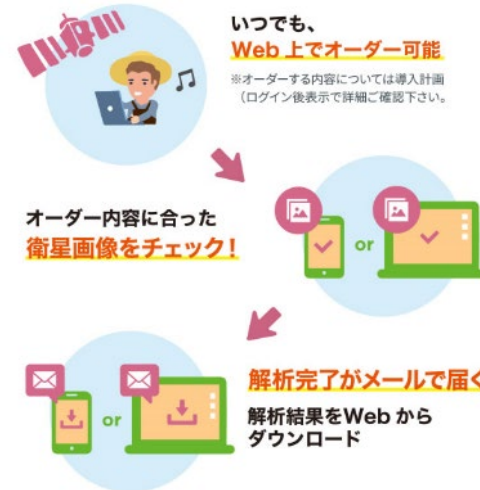 いつでも、
Web 上でオーダー可能
※オーダーする内容については導入計画
（ログイン後表示で詳細ご確認下さい。
オーダー内容に合った
衛星画像をチェック！
or
解析完了がメールで届く
or
解析結果をWeb から
ダウンロード